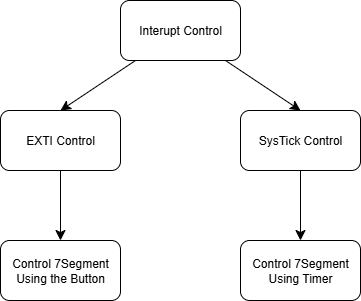 Interupt Control
EXTI Control
SysTick Control
Control 7Segment
Using the Button
Control 7Segment
Using Timer